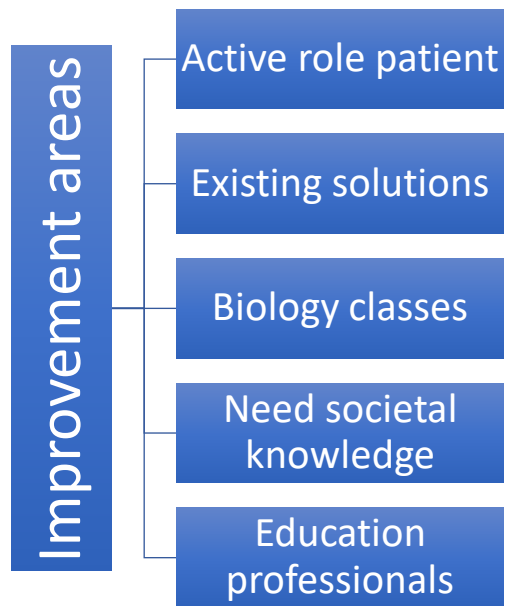 Improvement areas
Active role patient
Existing solutions
Biology classes
Need societal
knowledge
Education
professionals